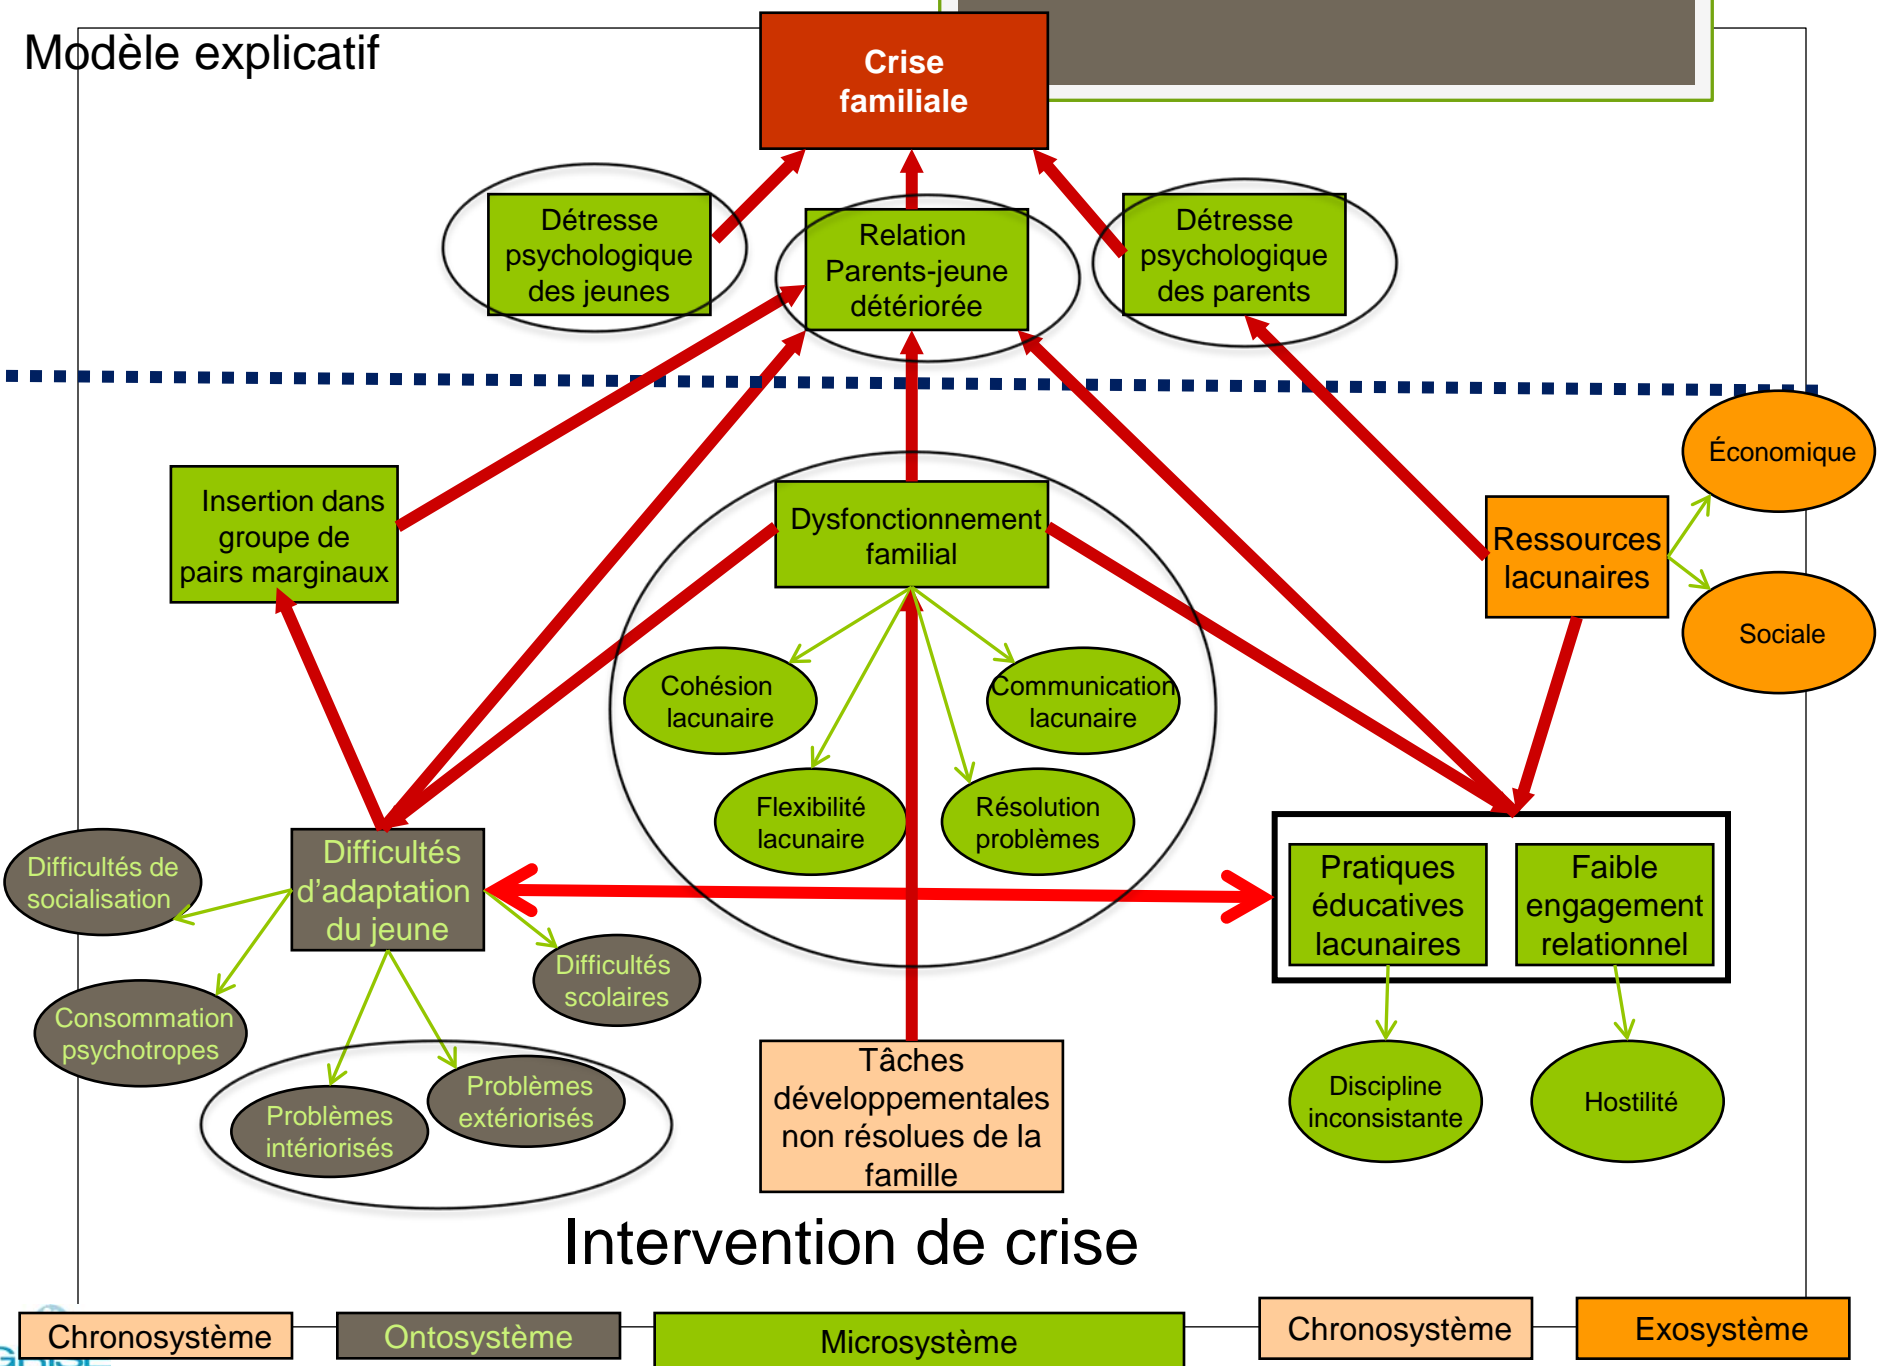 Modèle explicatif
Crise
familiale
Détresse
psychologique
des jeunes
Relation
Parents-jeune
détériorée
Détresse
psychologique
des parents
Économique
Insertion dans
groupe de
pairs marginaux
Dysfonctionnement
familial
Ressources
lacunaires
Sociale
Cohésion
lacunaire
Communication
lacunaire
Flexibilité
lacunaire
Résolution
problèmes
Difficultés de
socialisation
Difficultés
d'adaptation
du jeune
Pratiques
éducatives
lacunaires
Faible
engagement
relationnel
Difficultés
scolaires
Consommation
psychotropes
Problèmes
intériorisés
Problèmes
extériorisés
Tâches
développementales
non résolues de la
famille
Discipline
inconsistante
Hostilité
Intervention de crise
Chronosystème
Ontosystème
Microsystème
Chronosystème
Exosystème